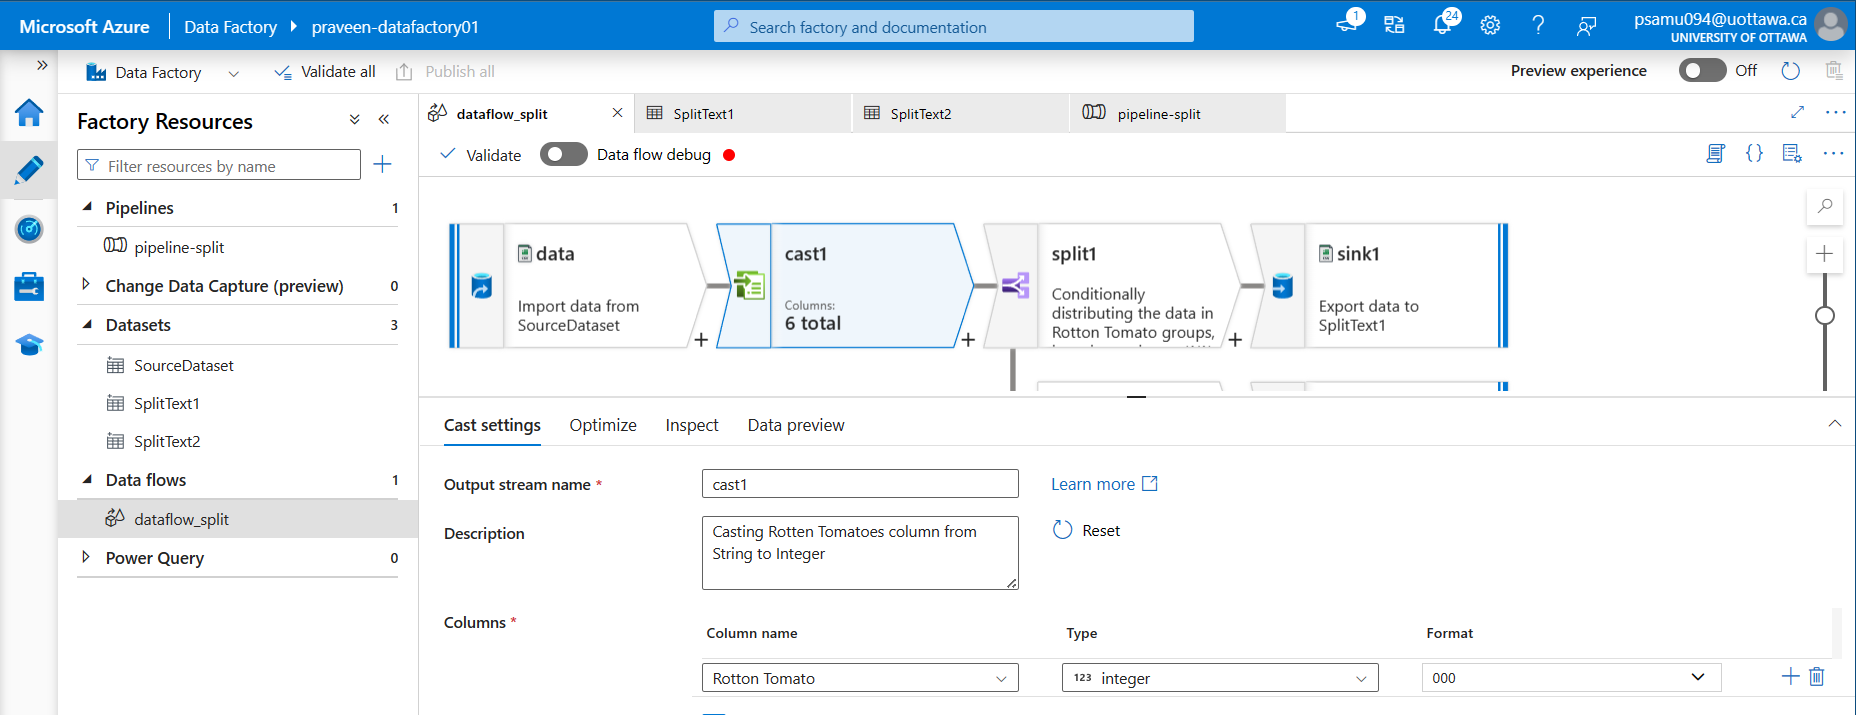 Microsoft Azure
Data Factory
praveen-datafactory01
Search factory and documentation
1
24
psamu094@uottawa.ca
UNIVERSITY OF OTTAWA
Data Factory
Validate all
Publish all
Preview experience
Off
Factory Resources
Filter resources by name
Pipelines 1
pipeline-split
Change Data Capture (preview) 0
Datasets 3
SourceDataset
SplitText1
SplitText2
Data flows 1
dataflow_split
Power Query 0
dataflow_split
SplitText1
SplitText2
pipeline-split
Validate
Data flow debug
data
Import data from
SourceDataset
cast1
Columns:
6 total
split1
Conditionally
distributing the data in
Rotton Tomato groups,
sink1
Export data to
SplitText1
Cast settings
Optimize
Inspect
Data preview
Output stream name *
cast1
Learn more
Description
Casting Rotten Tomatoes column from
String to Integer
Reset
Columns *
Column name
Type
Format
Rotton Tomato
123 integer
000